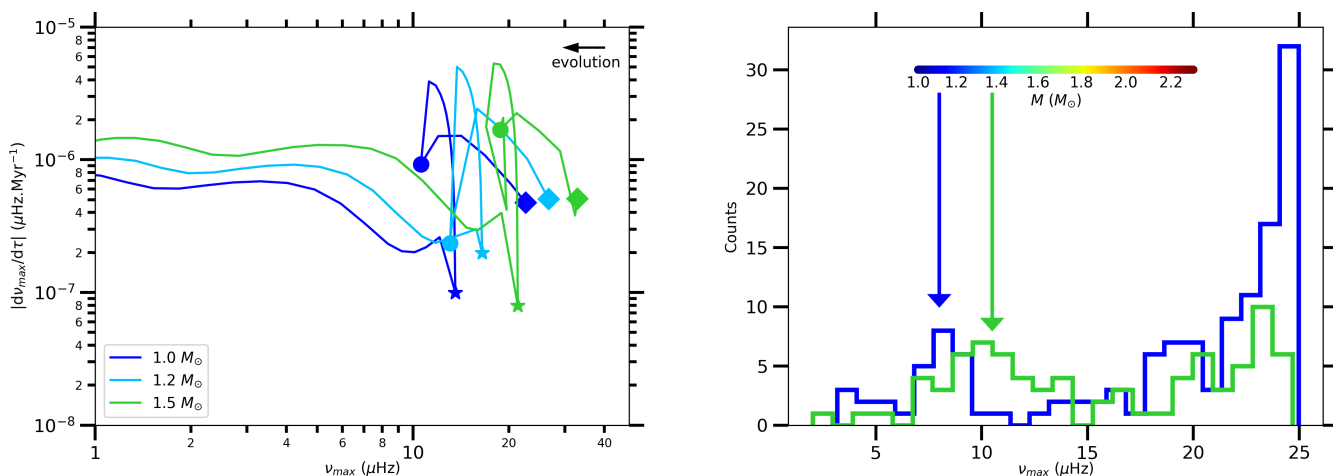 10⁻⁵
8
6
4
2
10⁻⁶
8
6
4
2
10⁻⁷
8
6
4
2
10⁻⁸
|dν_max/dτ| (μHz.Myr⁻¹)
evolution
1.0 M⊙
1.2 M⊙
1.5 M⊙
1 2 4 6 8 10 20 40
ν_max (μHz)
30
25
20
15
10
5
0
Counts
1.0 1.2 1.4 1.6 1.8 2.0 2.2
M (M⊙)
5 10 15 20 25
ν_max (μHz)